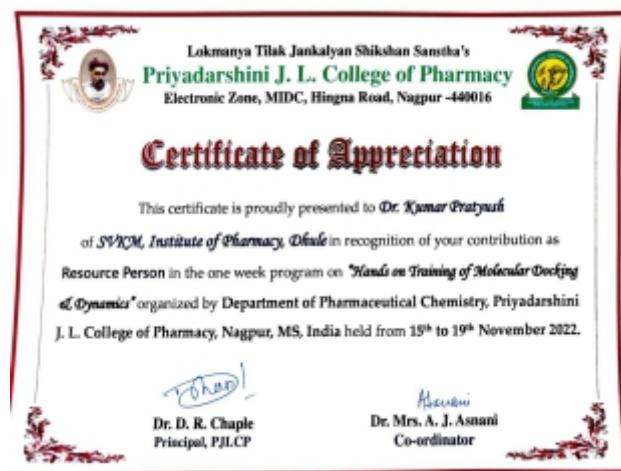 Lokmanya Tilak Jankalyan Shikshan Sanstha's
Priyadarshini J. L. College of Pharmacy
Electronic Zone, MIDC, Hingna Road, Nagpur -440016
Certificate of Appreciation
This certificate is proudly presented to Dr. Kumar Pratyush
of SVKM, Institute of Pharmacy, Dhule in recognition of your contribution as
Resource Person in the one week program on "Hands on Training of Molecular Docking
& Dynamics" organized by Department of Pharmaceutical Chemistry, Priyadarshini
J. L. College of Pharmacy, Nagpur, MS, India held from 15th to 19th November 2022.
Dr. D. R. Chaple
Dr. Mrs. A. J. Asnani
Principal, PJLCP
Co-ordinator